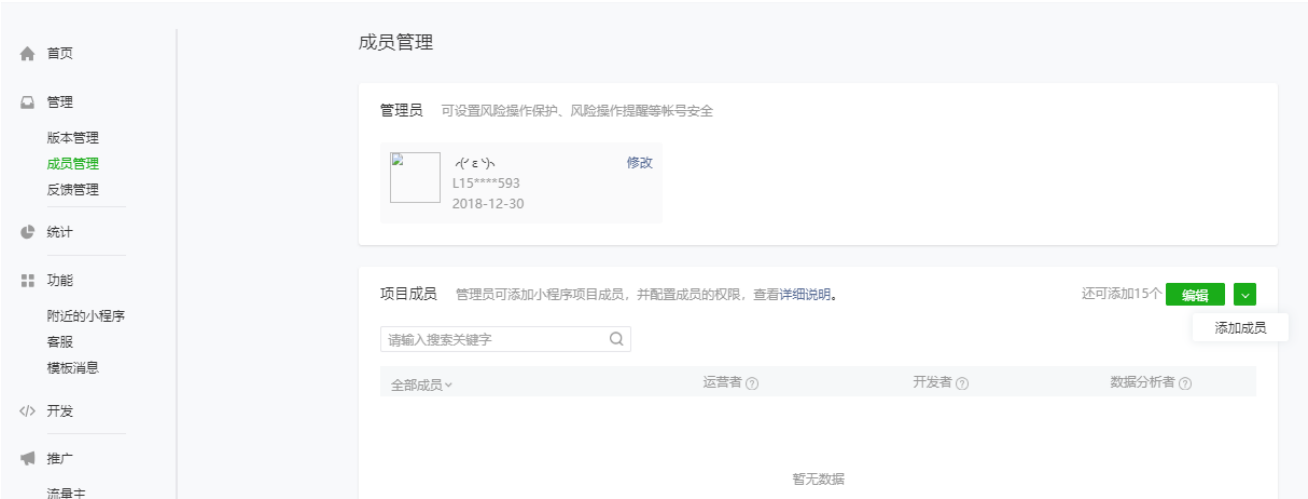 首页
管理
版本管理
成员管理
反馈管理
统计
功能
附近的小程序
客服
模板消息
开发
推广
流量主
成员管理
管理员 可设置风险操作保护、风险操作提醒等帐号安全
╭(′ ε ‵)╮ 修改
L15****593
2018-12-30
项目成员 管理员可添加小程序项目成员，并配置成员的权限，查看详细说明。 还可添加15个 编辑
添加成员
请输入搜索关键字
全部成员 运营者 ? 开发者 ? 数据分析者 ?
暂无数据